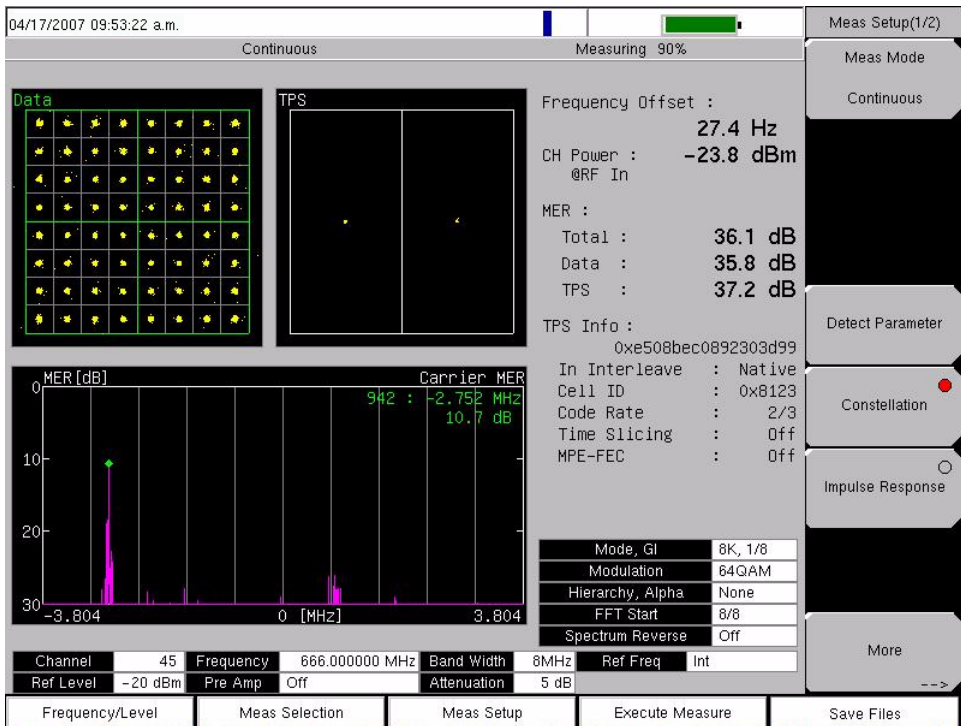 04/17/2007 09:53:22 a.m.
Meas Setup(1/2)
Continuous
Measuring 90%
Meas Mode
Continuous
Data
TPS
Frequency Offset :
27.4 Hz
CH Power : -23.8 dBm
@RF In
MER :
Total : 36.1 dB
Data : 35.8 dB
TPS : 37.2 dB
TPS Info :
0xe508bec0892303d99
In Interleave : Native
Cell ID : 0x8123
Code Rate : 2/3
Time Slicing : Off
MPE-FEC : Off
Detect Parameter
Constellation
Impulse Response
MER[dB] Carrier MER
942 : -2.752 MHz
10.7 dB
0
10
20
30
-3.804 0 [MHz] 3.804
Mode, GI 8K, 1/8
Modulation 64QAM
Hierarchy, Alpha None
FFT Start 8/8
Spectrum Reverse Off
Channel 45 Frequency 666.000000 MHz Band Width 8MHz Ref Freq Int
Ref Level -20 dBm Pre Amp Off Attenuation 5 dB
More
-->
Frequency/Level Meas Selection Meas Setup Execute Measure Save Files